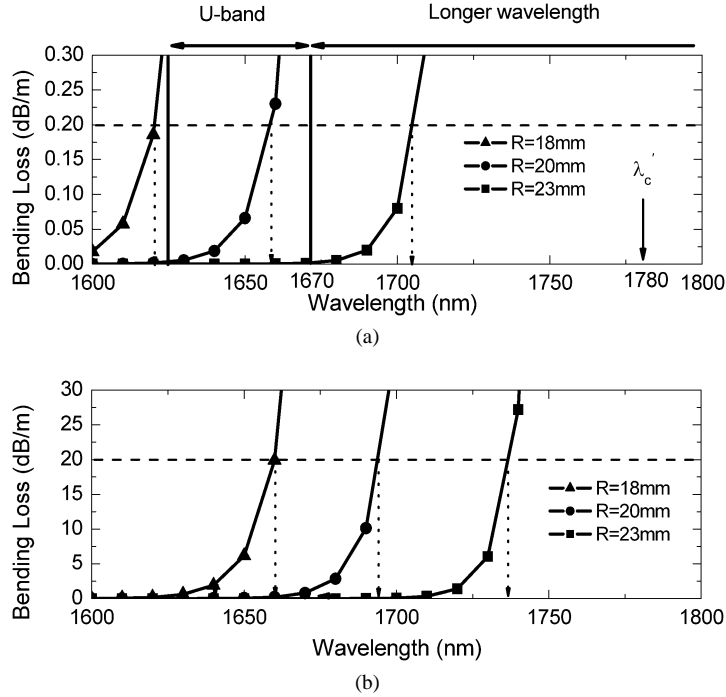 U-band
Longer wavelength
Bending Loss (dB/m)
0.30
0.25
0.20
0.15
0.10
0.05
0.00
R=18mm
R=20mm
R=23mm
λc'
1600
1650
1670
1700
1750
1780
1800
Wavelength (nm)
(a)
Bending Loss (dB/m)
30
25
20
15
10
5
0
R=18mm
R=20mm
R=23mm
1600
1650
1700
1750
1800
Wavelength (nm)
(b)